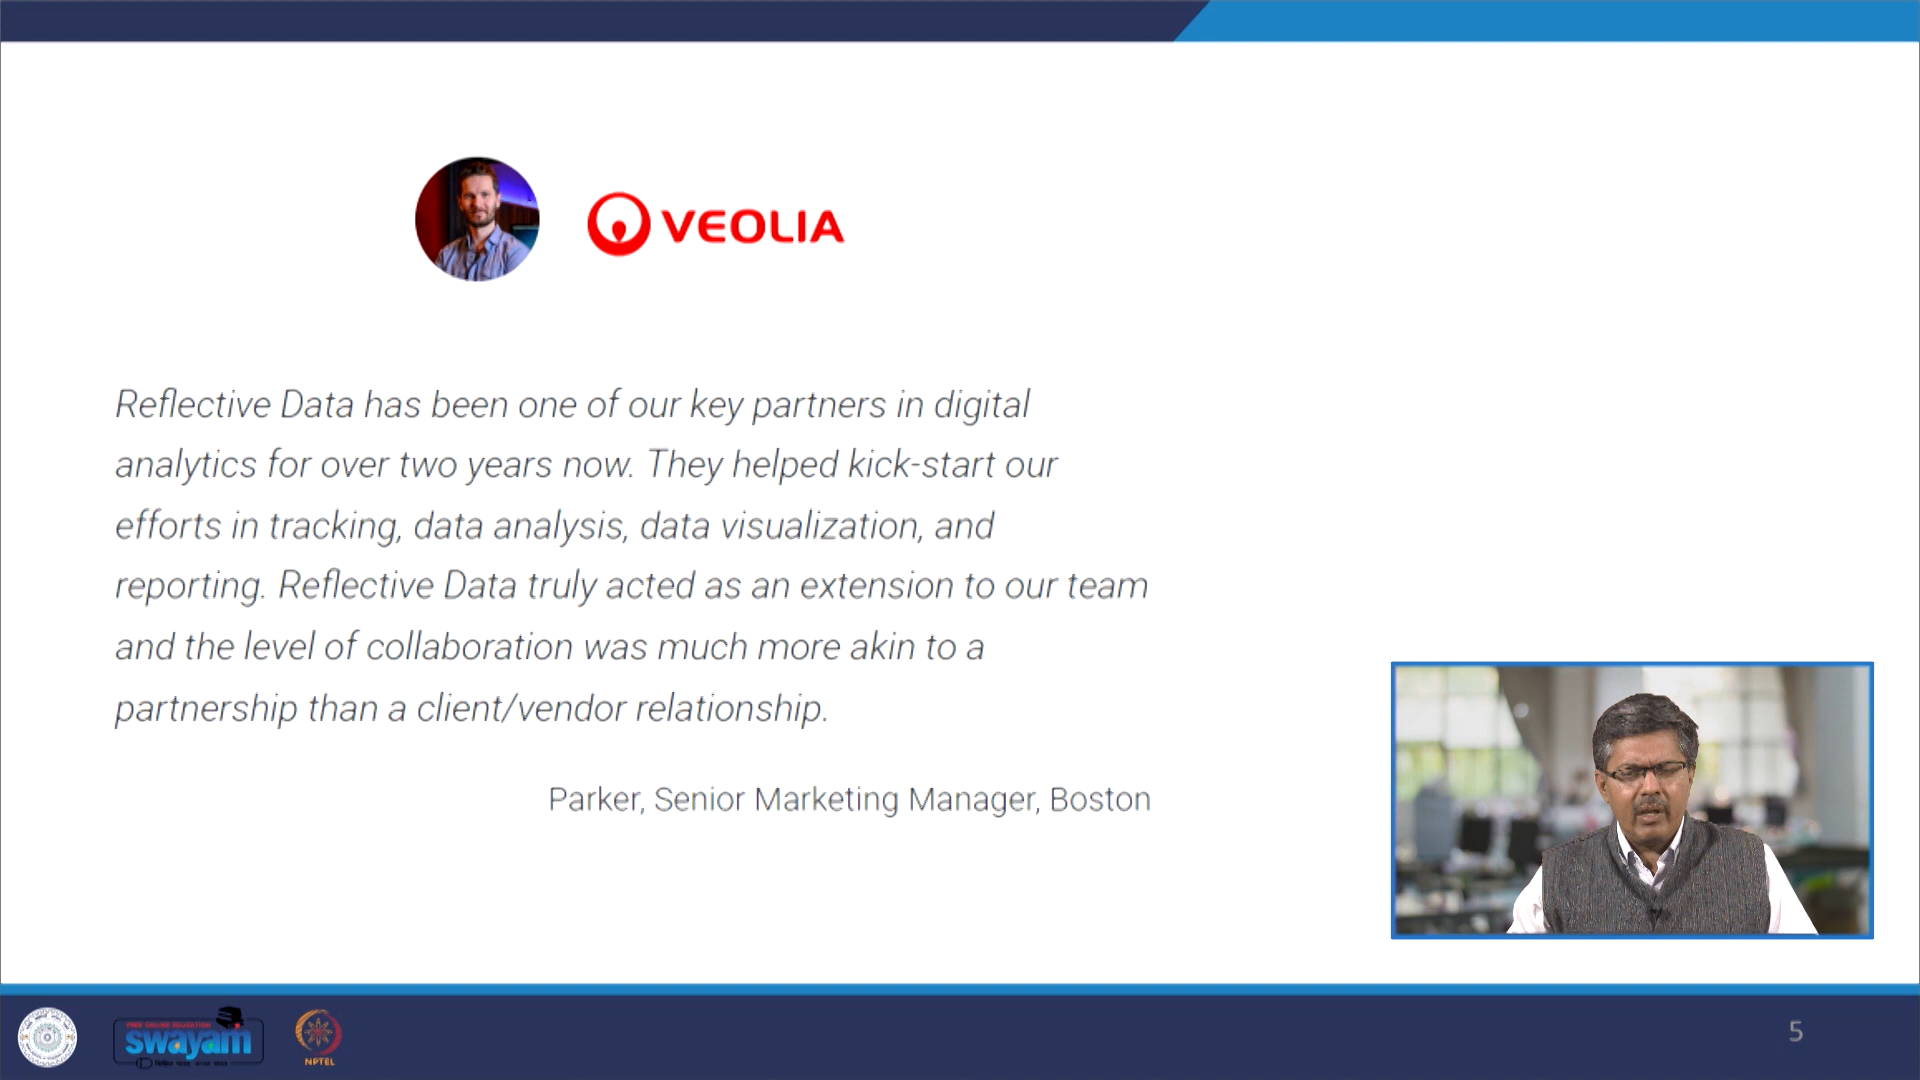 VEOLIA
Reflective Data has been one of our key partners in digital
analytics for over two years now. They helped kick-start our
efforts in tracking, data analysis, data visualization, and
reporting. Reflective Data truly acted as an extension to our team
and the level of collaboration was much more akin to a
partnership than a client/vendor relationship.
Parker, Senior Marketing Manager, Boston
FREE ONLINE EDUCATION
swayam
NPTEL
5